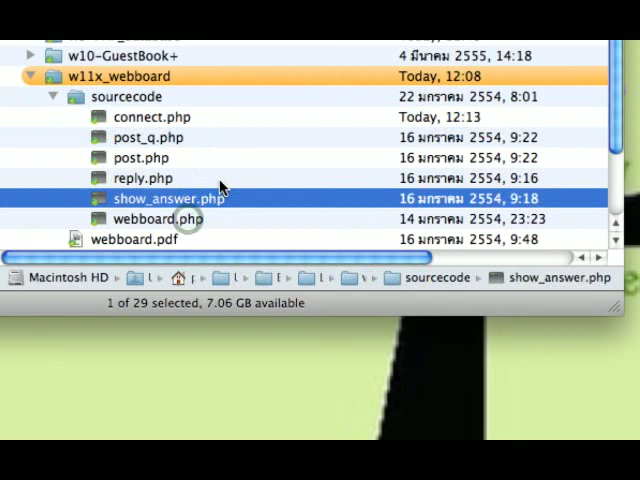 w10-GuestBook+ 4 มีนาคม 2555, 14:18
w11x_webboard Today, 12:08
sourcecode 22 มกราคม 2554, 8:01
connect.php Today, 12:13
post_q.php 16 มกราคม 2554, 9:22
post.php 16 มกราคม 2554, 9:22
reply.php 16 มกราคม 2554, 9:16
show_answer.php 16 มกราคม 2554, 9:18
webboard.php 14 มกราคม 2554, 23:23
webboard.pdf 16 มกราคม 2554, 9:48
Macintosh HD sourcecode show_answer.php
1 of 29 selected, 7.06 GB available